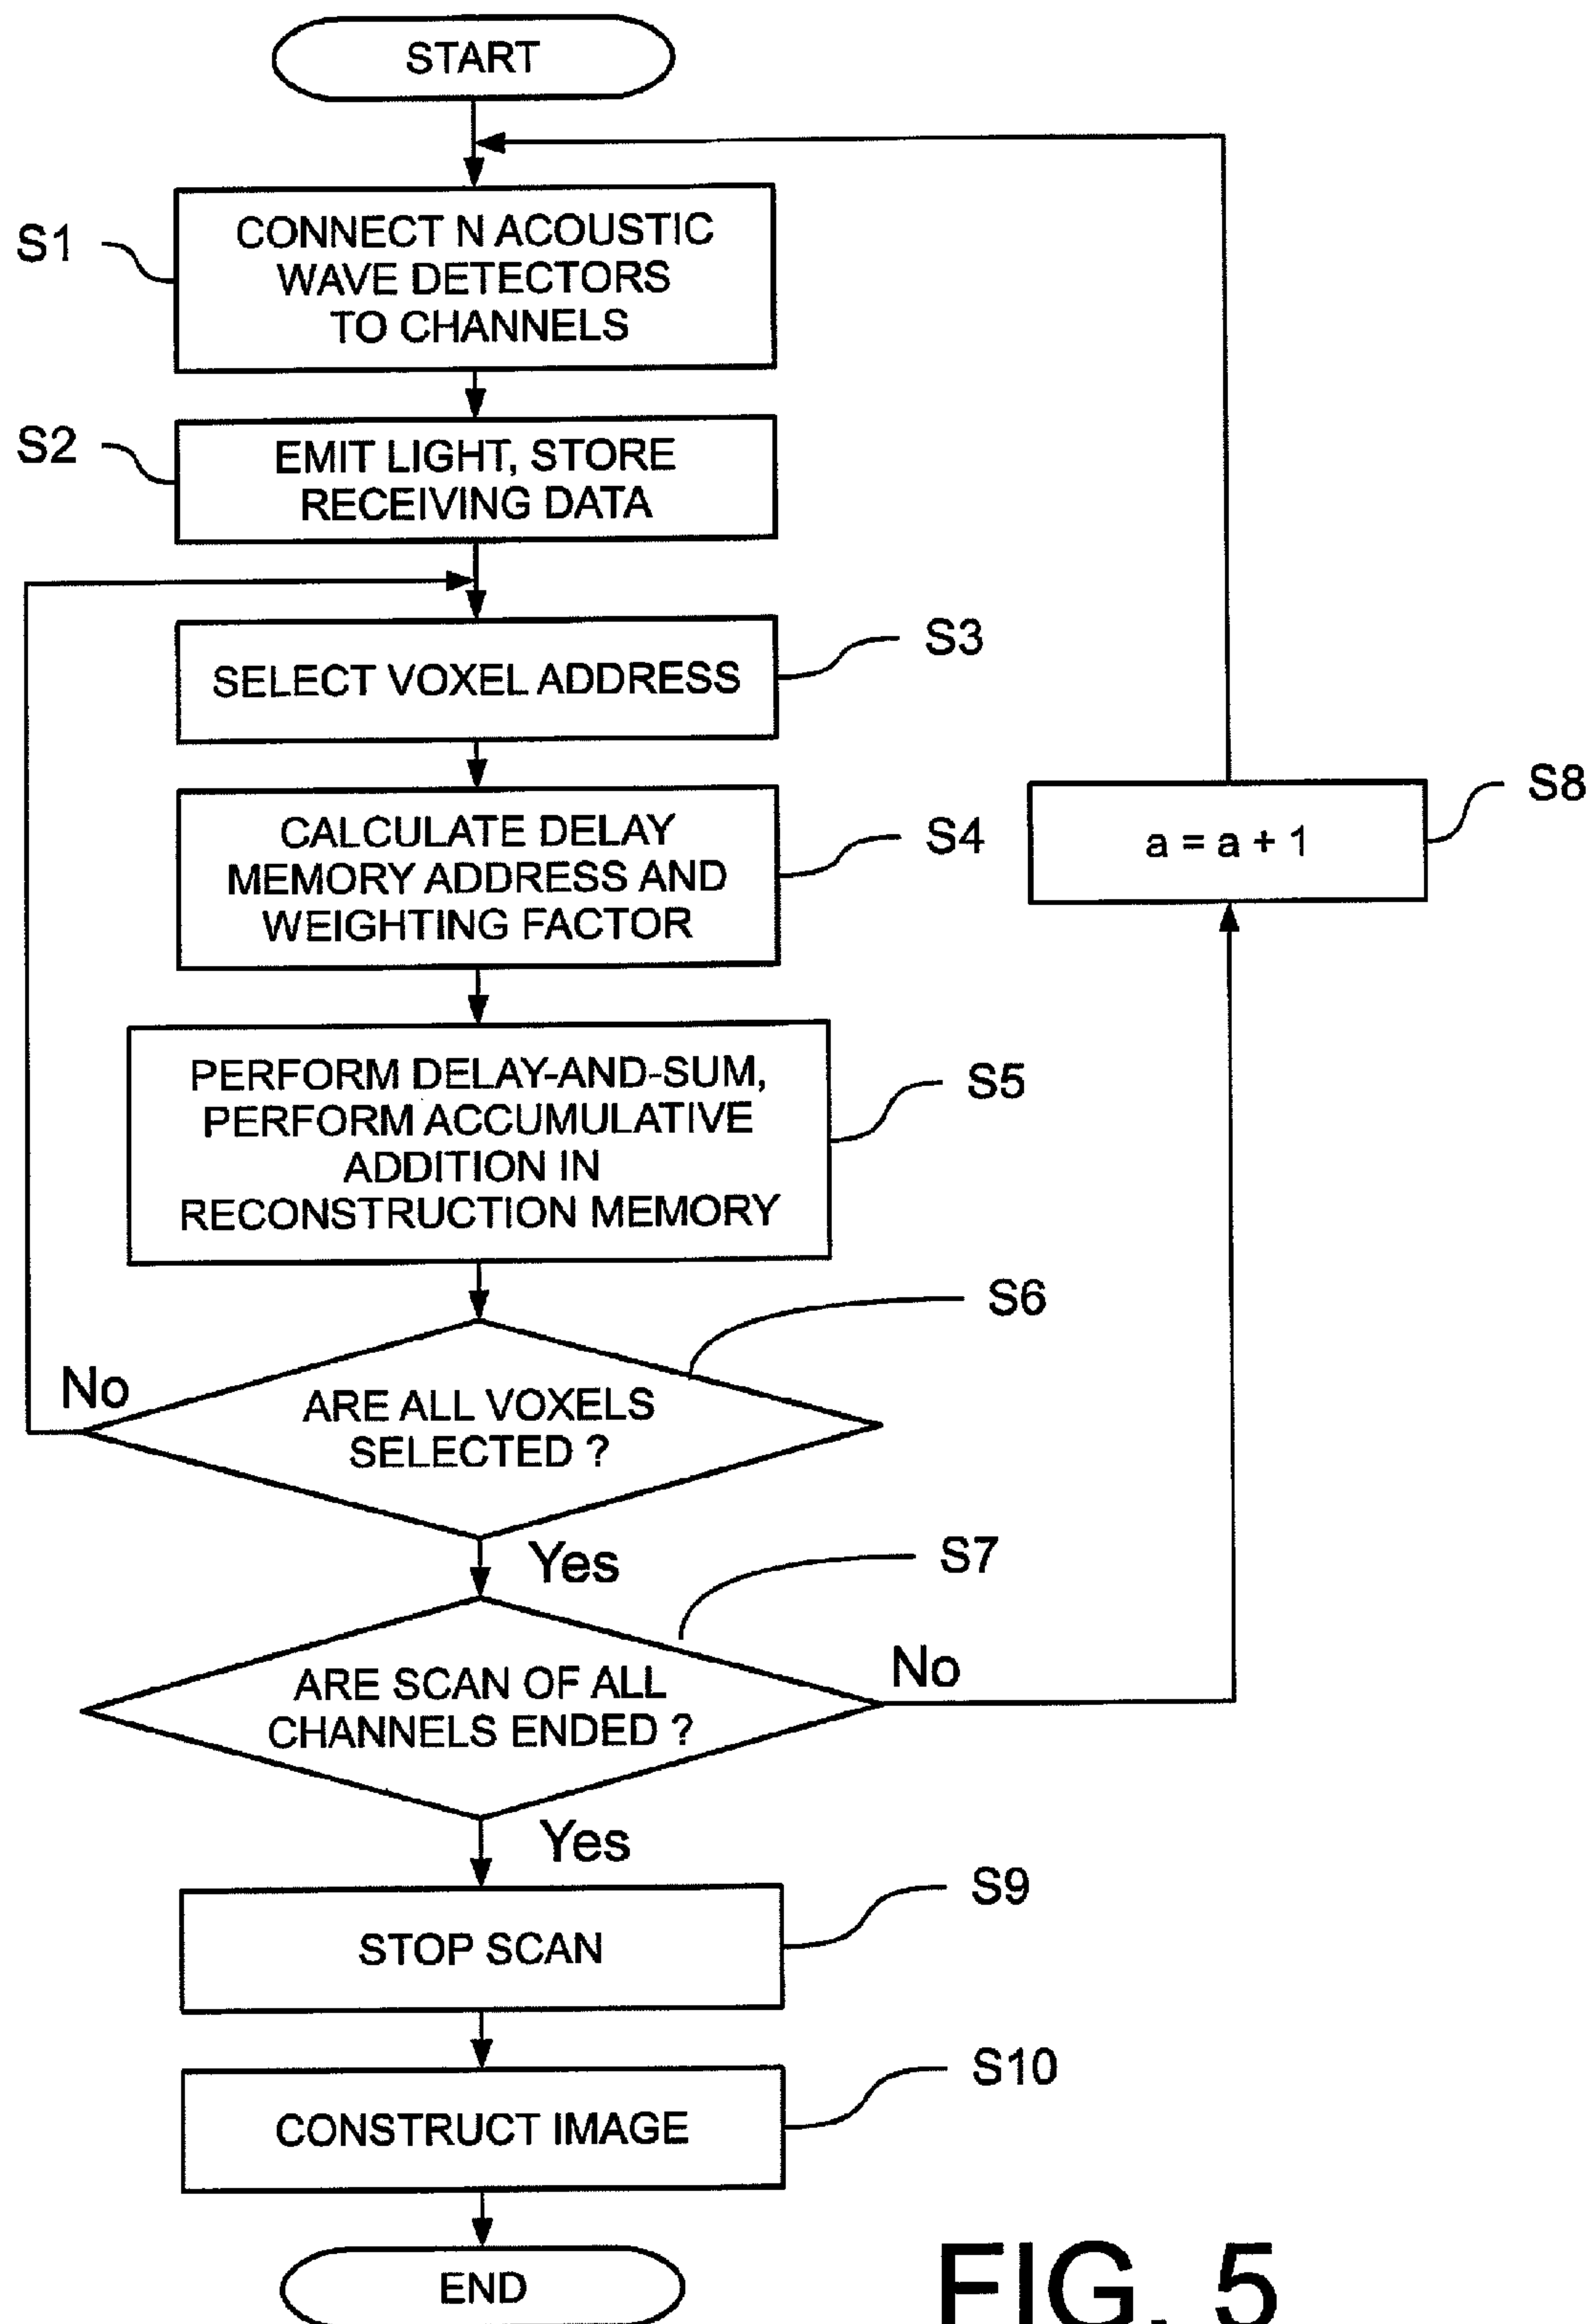 START
S1
CONNECT N ACOUSTIC
WAVE DETECTORS
TO CHANNELS
S2
EMIT LIGHT, STORE
RECEIVING DATA
S3
SELECT VOXEL ADDRESS
S4
CALCULATE DELAY
MEMORY ADDRESS AND
WEIGHTING FACTOR
S8
a = a + 1
S5
PERFORM DELAY-AND-SUM,
PERFORM ACCUMULATIVE
ADDITION IN
RECONSTRUCTION MEMORY
S6
No
ARE ALL VOXELS
SELECTED ?
Yes
S7
No
ARE SCAN OF ALL
CHANNELS ENDED ?
Yes
S9
STOP SCAN
S10
CONSTRUCT IMAGE
END
FIG. 5